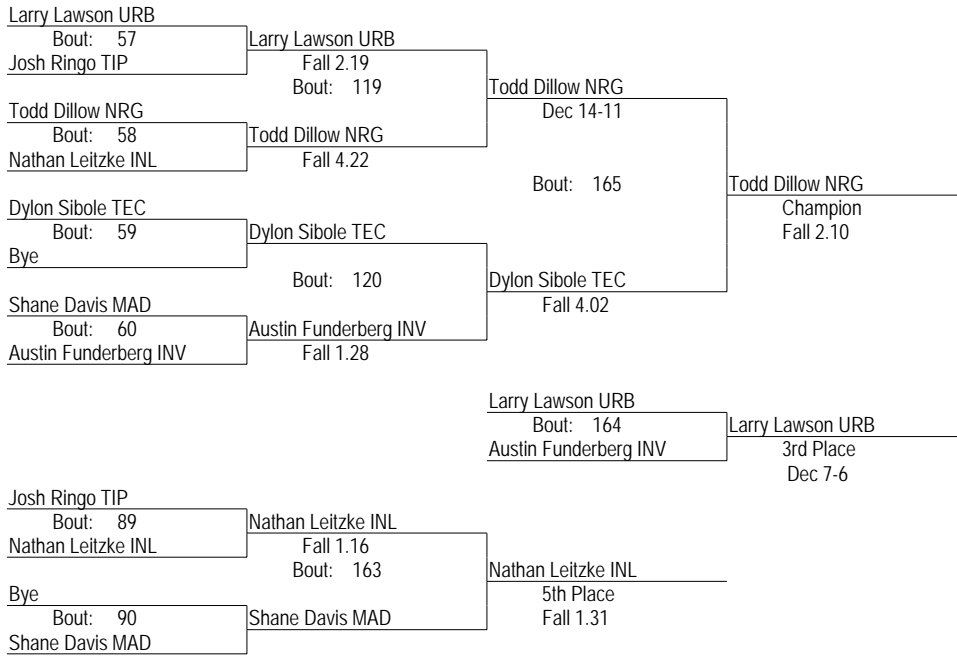 Larry Lawson URB
Bout: 57
Josh Ringo TIP
Larry Lawson URB
Fall 2.19
Bout: 119
Todd Dillow NRG
Bout: 58
Nathan Leitzke INL
Todd Dillow NRG
Fall 4.22
Todd Dillow NRG
Dec 14-11
Bout: 165
Dylon Sibole TEC
Bout: 59
Bye
Dylon Sibole TEC
Bout: 120
Shane Davis MAD
Bout: 60
Austin Funderberg INV
Austin Funderberg INV
Fall 1.28
Dylon Sibole TEC
Fall 4.02
Todd Dillow NRG
Champion
Fall 2.10
Larry Lawson URB
Bout: 164
Austin Funderberg INV
Larry Lawson URB
3rd Place
Dec 7-6
Josh Ringo TIP
Bout: 89
Nathan Leitzke INL
Nathan Leitzke INL
Fall 1.16
Bout: 163
Bye
Bout: 90
Shane Davis MAD
Shane Davis MAD
Nathan Leitzke INL
5th Place
Fall 1.31